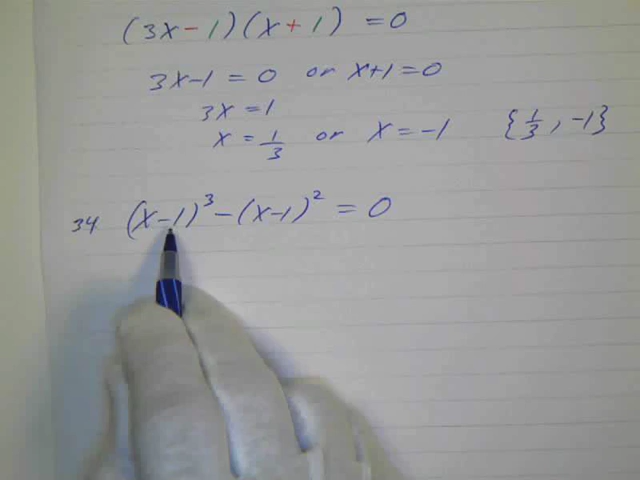 (3x-1)(x+1) = 0
3x-1 = 0 or x+1 = 0
3x = 1
x = 1/3 or x = -1 {1/3, -1}
34 (x-1)³ - (x-1)² = 0